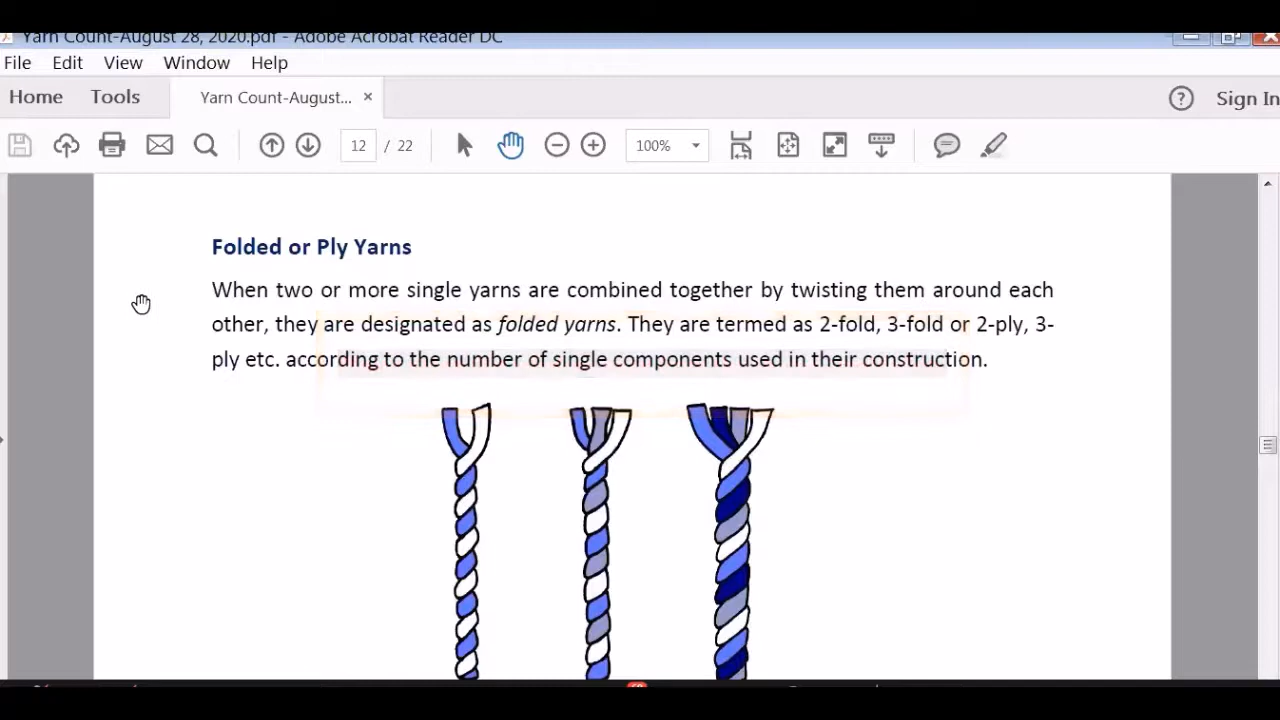 Yarn Count-August 28, 2020.pdf - Adobe Acrobat Reader DC
File Edit View Window Help
Home Tools Yarn Count-August... × Sign In
12 / 22 100%
Folded or Ply Yarns
When two or more single yarns are combined together by twisting them around each
other, they are designated as folded yarns. They are termed as 2-fold, 3-fold or 2-ply, 3-
ply etc. according to the number of single components used in their construction.